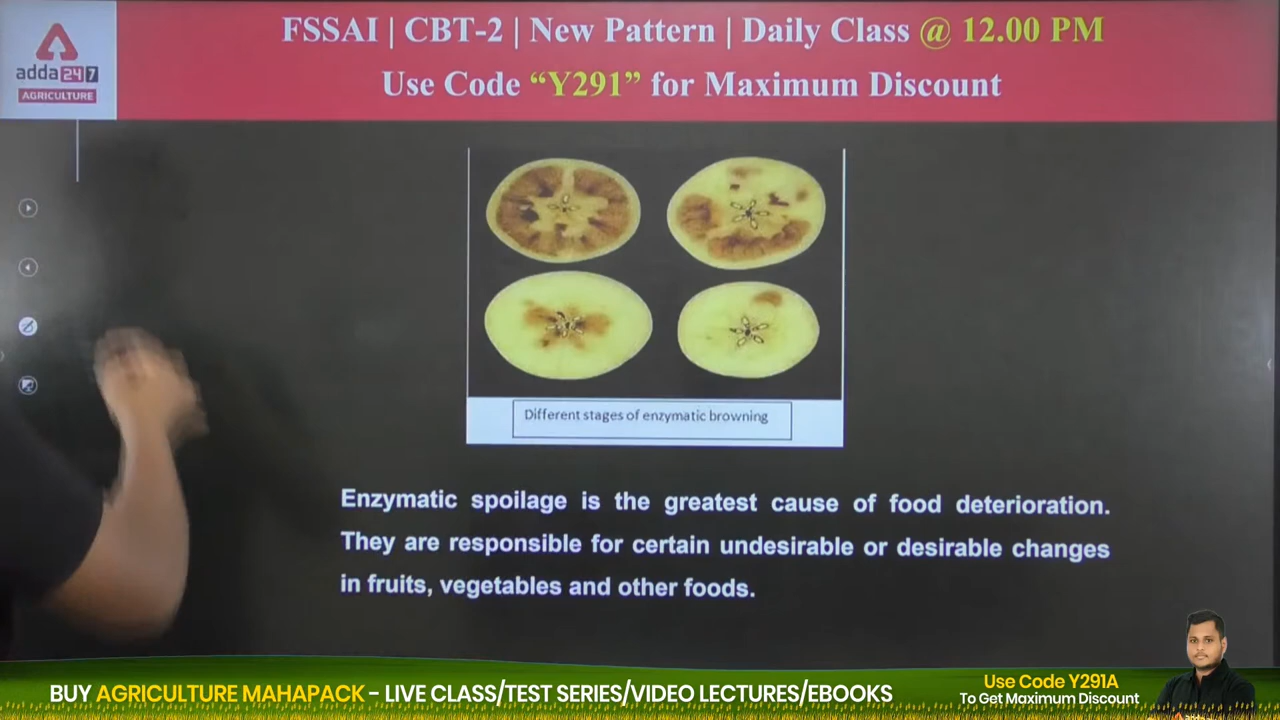 FSSAI | CBT-2 | New Pattern | Daily Class @ 12.00 PM
Use Code “Y291” for Maximum Discount
adda 247
AGRICULTURE
Different stages of enzymatic browning
Enzymatic spoilage is the greatest cause of food deterioration.
They are responsible for certain undesirable or desirable changes
in fruits, vegetables and other foods.
BUY AGRICULTURE MAHAPACK – LIVE CLASS/TEST SERIES/VIDEO LECTURES/EBOOKS
Use Code Y291A
To Get Maximum Discount